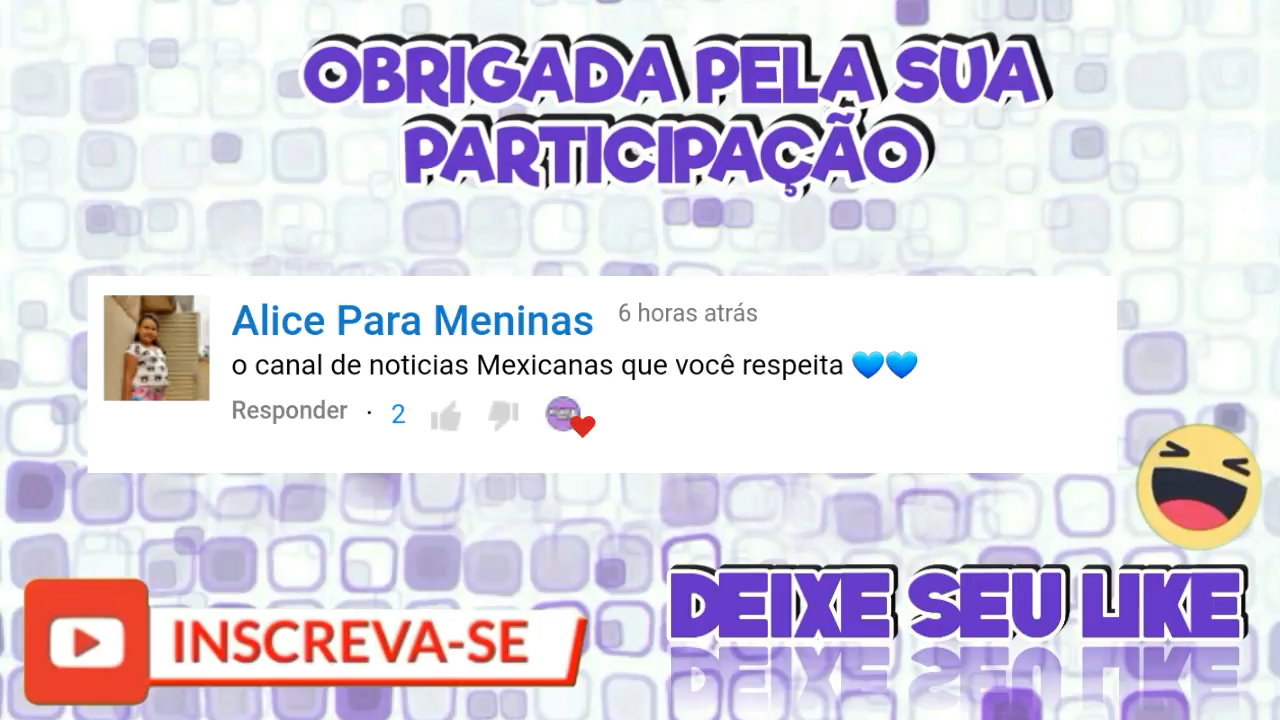 OBRIGADA PELA SUA
PARTICIPAÇÃO
Alice Para Meninas 6 horas atrás
o canal de noticias Mexicanas que você respeita 💙💙
Responder · 2
INSCREVA-SE
DEIXE SEU LIKE